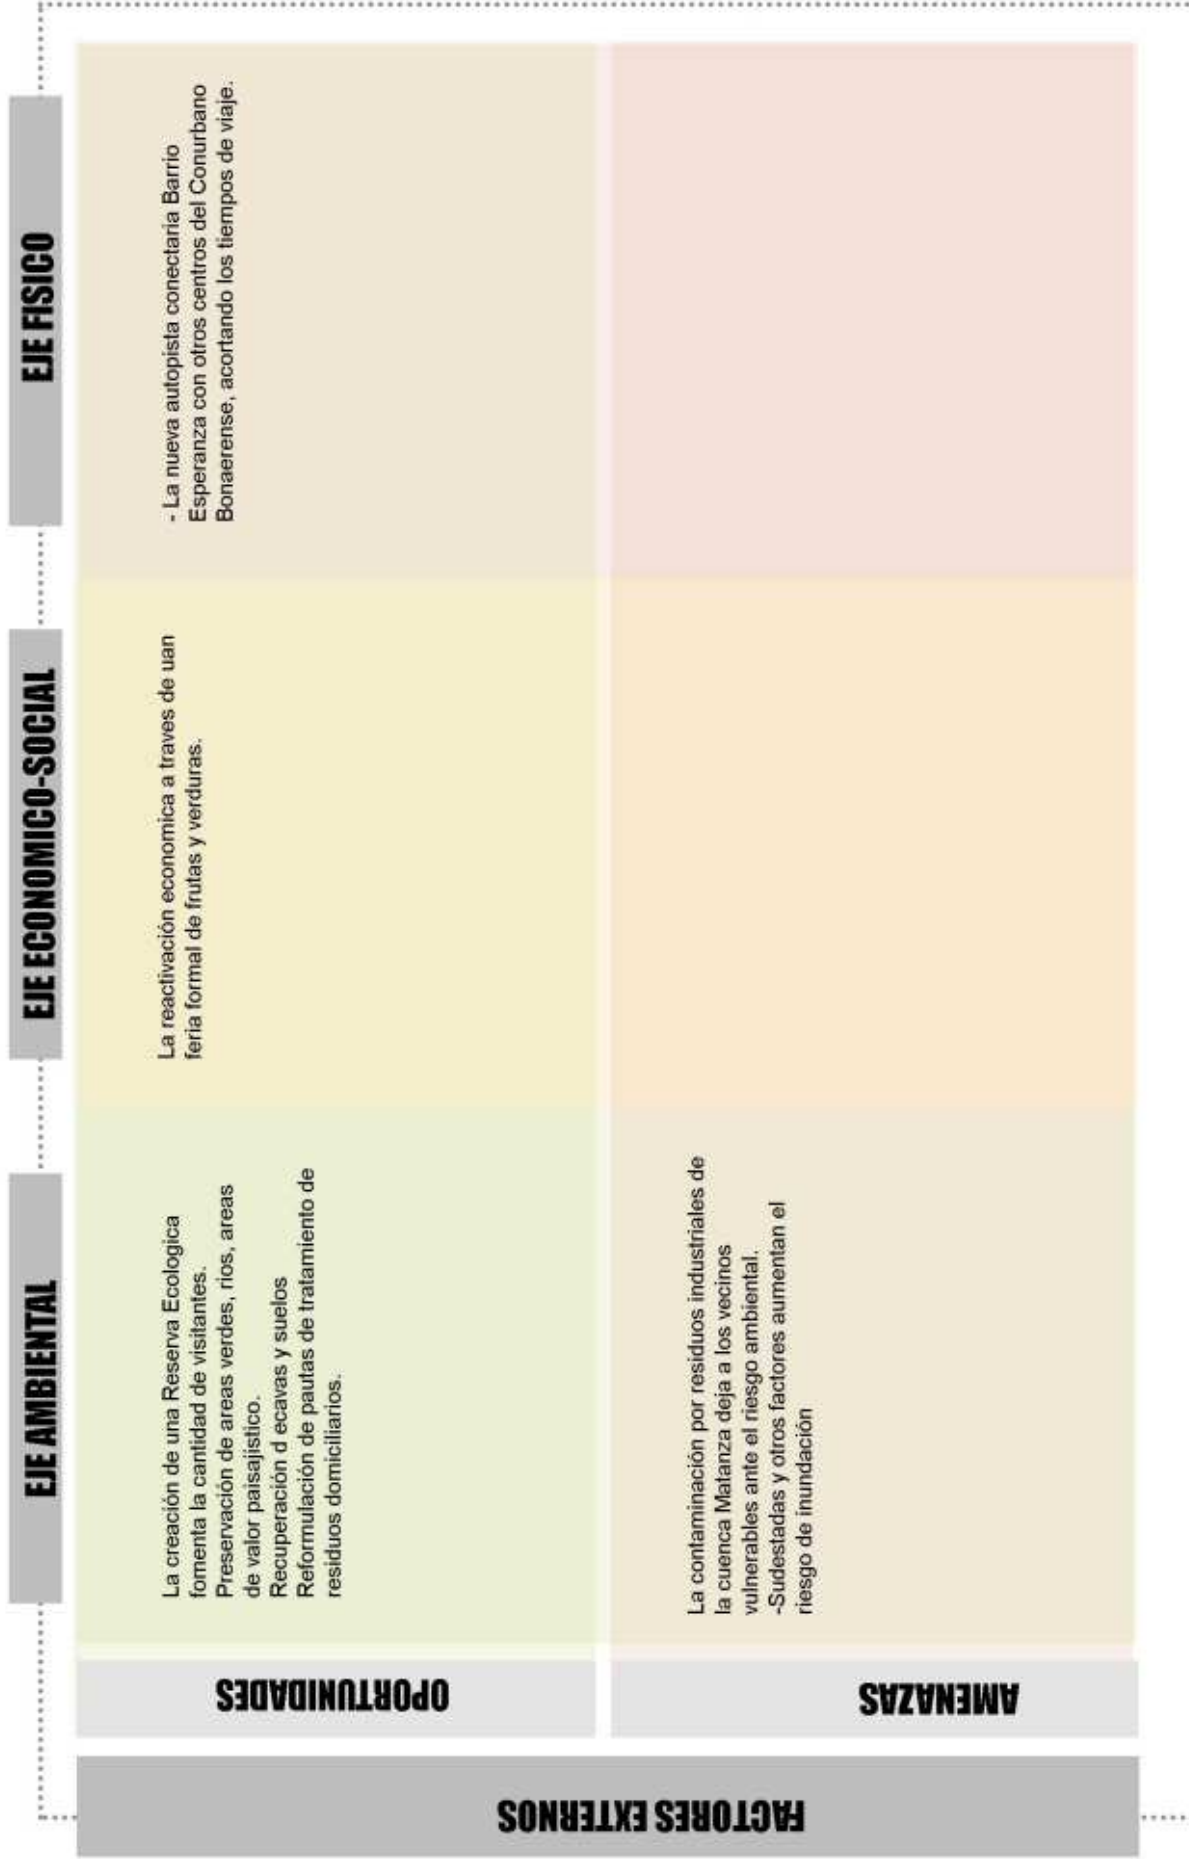 EJE AMBIENTAL
EJE ECONOMICO-SOCIAL
EJE FISICO
FACTORES EXTERNOS
OPORTUNIDADES
La creación de una Reserva Ecologica
fomenta la cantidad de visitantes.
Preservación de areas verdes, rios, areas
de valor paisajistico.
Recuperación d ecavas y suelos
Reformulación de pautas de tratamiento de
residuos domiciliarios.
La reactivación economica a traves de uan
feria formal de frutas y verduras.
- La nueva autopista conectaria Barrio
Esperanza con otros centros del Conurbano
Bonaerense, acortando los tiempos de viaje.
AMENAZAS
La contaminación por residuos industriales de
la cuenca Matanza deja a los vecinos
vulnerables ante el riesgo ambiental.
-Sudestadas y otros factores aumentan el
riesgo de inundación